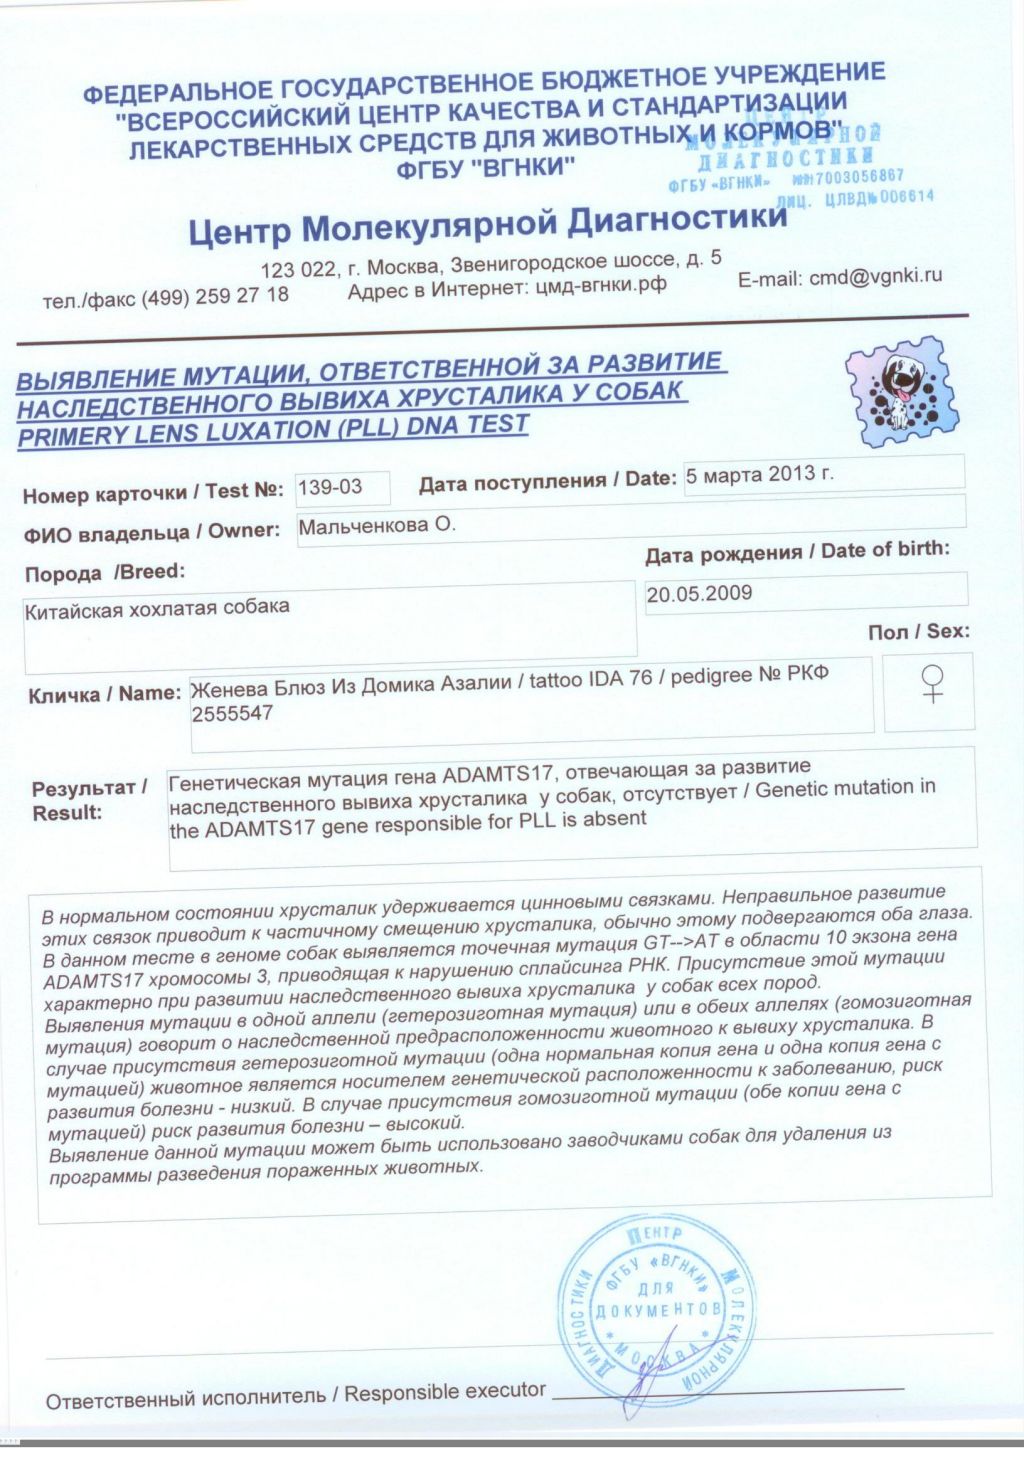 ФЕДЕРАЛЬНОЕ ГОСУДАРСТВЕННОЕ БЮДЖЕТНОЕ УЧРЕЖДЕНИЕ
"ВСЕРОССИЙСКИЙ ЦЕНТР КАЧЕСТВА И СТАНДАРТИЗАЦИИ
ЛЕКАРСТВЕННЫХ СРЕДСТВ ДЛЯ ЖИВОТНЫХ И КОРМОВ"
ФГБУ "ВГНКИ"
ЦЕНТР
МОЛЕКУЛЯРНОЙ
ДИАГНОСТИКИ
ФГБУ «ВГНКИ» ИНН7003056867
ЛИЦ. ЦЛВД№006614
Центр Молекулярной Диагностики
123 022, г. Москва, Звенигородское шоссе, д. 5
тел./факс (499) 259 27 18 Адрес в Интернет: цмд-вгнки.рф E-mail: cmd@vgnki.ru
ВЫЯВЛЕНИЕ МУТАЦИИ, ОТВЕТСТВЕННОЙ ЗА РАЗВИТИЕ
НАСЛЕДСТВЕННОГО ВЫВИХА ХРУСТАЛИКА У СОБАК
PRIMERY LENS LUXATION (PLL) DNA TEST
Номер карточки / Test №: 139-03 Дата поступления / Date: 5 марта 2013 г.
ФИО владельца / Owner: Мальченкова О.
Порода /Breed: Дата рождения / Date of birth:
Китайская хохлатая собака 20.05.2009
Пол / Sex:
Кличка / Name: Женева Блюз Из Домика Азалии / tattoo IDA 76 / pedigree № РКФ
2555547 ♀
Результат / Result: Генетическая мутация гена ADAMTS17, отвечающая за развитие
наследственного вывиха хрусталика у собак, отсутствует / Genetic mutation in
the ADAMTS17 gene responsible for PLL is absent
В нормальном состоянии хрусталик удерживается цинновыми связками. Неправильное развитие
этих связок приводит к частичному смещению хрусталика, обычно этому подвергаются оба глаза.
В данном тесте в геноме собак выявляется точечная мутация GT-->AT в области 10 экзона гена
ADAMTS17 хромосомы 3, приводящая к нарушению сплайсинга РНК. Присутствие этой мутации
характерно при развитии наследственного вывиха хрусталика у собак всех пород.
Выявления мутации в одной аллели (гетерозиготная мутация) или в обеих аллелях (гомозиготная
мутация) говорит о наследственной предрасположенности животного к вывиху хрусталика. В
случае присутствия гетерозиготной мутации (одна нормальная копия гена и одна копия гена с
мутацией) животное является носителем генетической расположенности к заболеванию, риск
развития болезни - низкий. В случае присутствия гомозиготной мутации (обе копии гена с
мутацией) риск развития болезни – высокий.
Выявление данной мутации может быть использовано заводчиками собак для удаления из
программы разведения пораженных животных.
ЦЕНТР МОЛЕКУЛЯРНОЙ ДИАГНОСТИКИ
ФГБУ «ВГНКИ»
ДЛЯ
ДОКУМЕНТОВ
* МОСКВА *
Ответственный исполнитель / Responsible executor